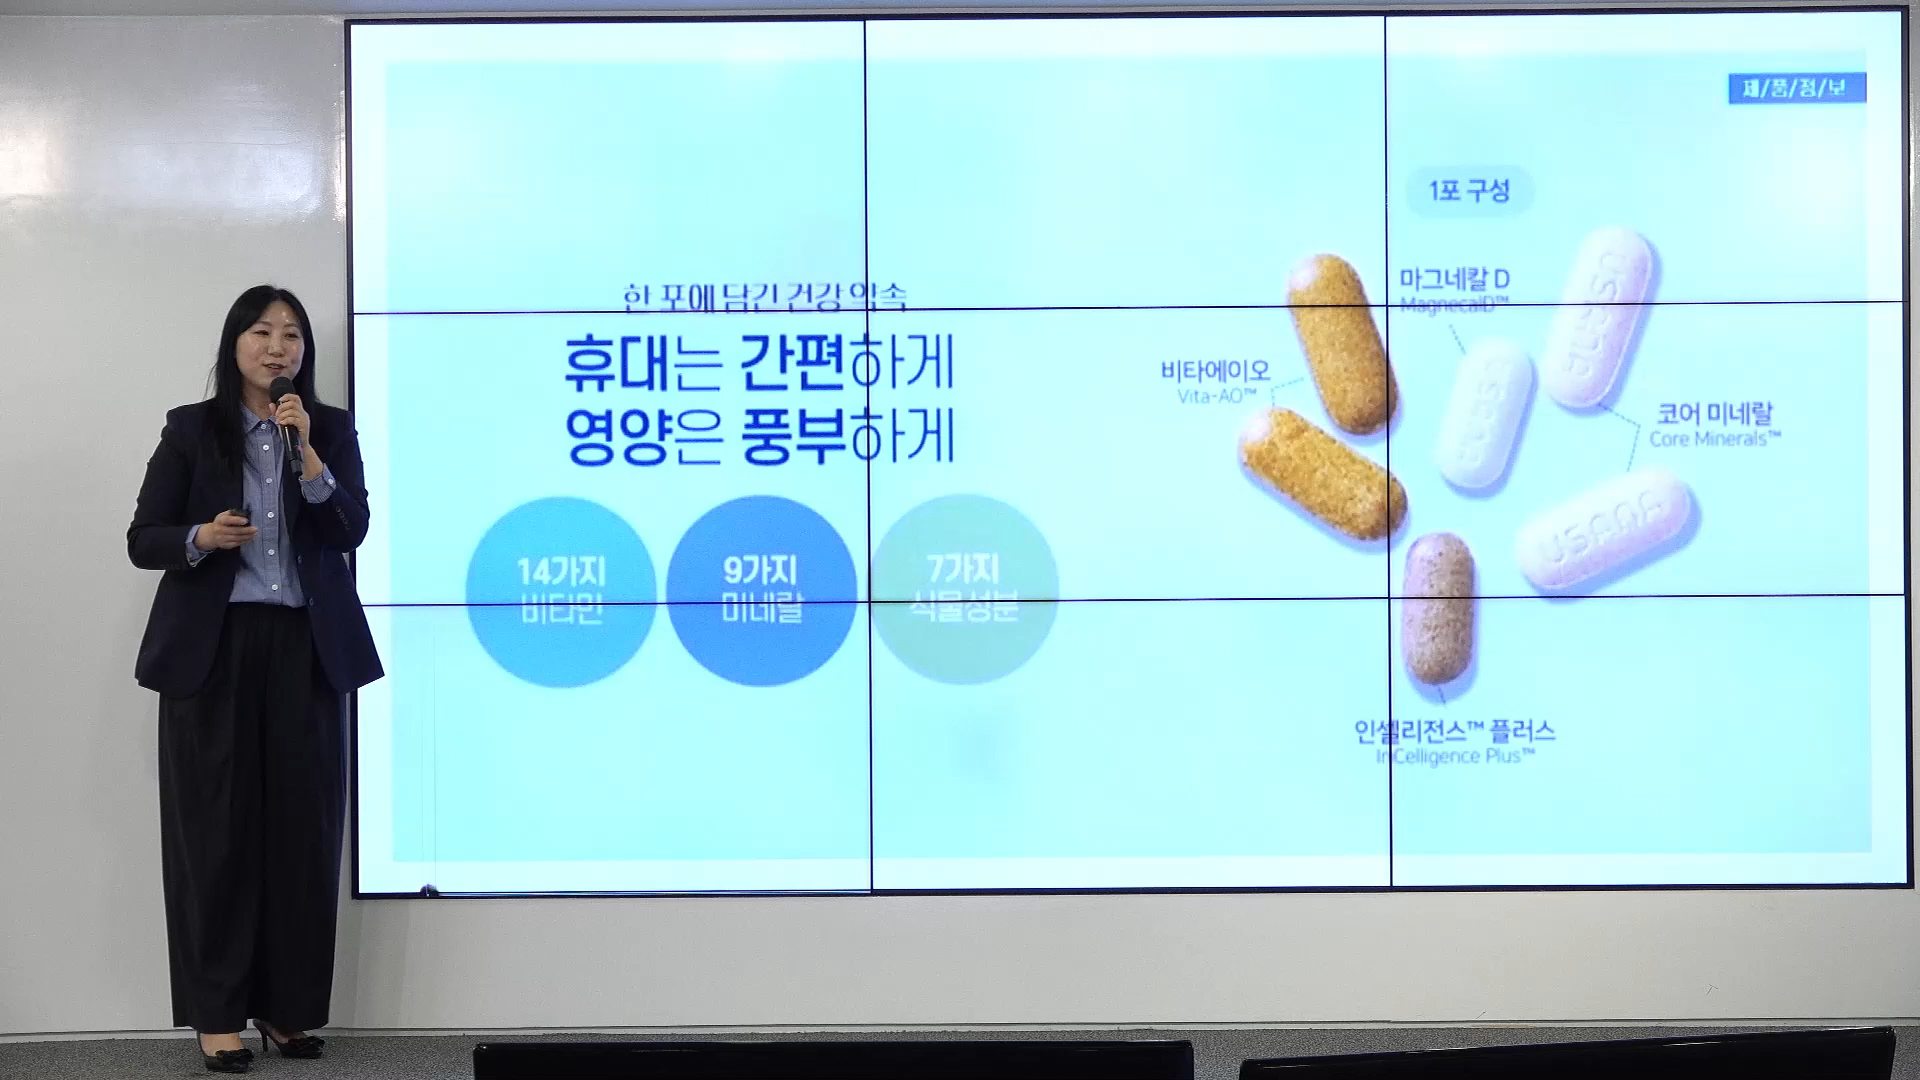 제/품/정/보
1포 구성
한 포에 담긴 건강 약속
휴대는 간편하게
영양은 풍부하게
14가지
비타민
9가지
미네랄
7가지
식물성분
마그네칼 D
MagnecalD™
비타에이오
Vita-AO™
코어 미네랄
Core Minerals™
인셀리전스™ 플러스
InCelligence Plus™
USANA
USANA
USANA